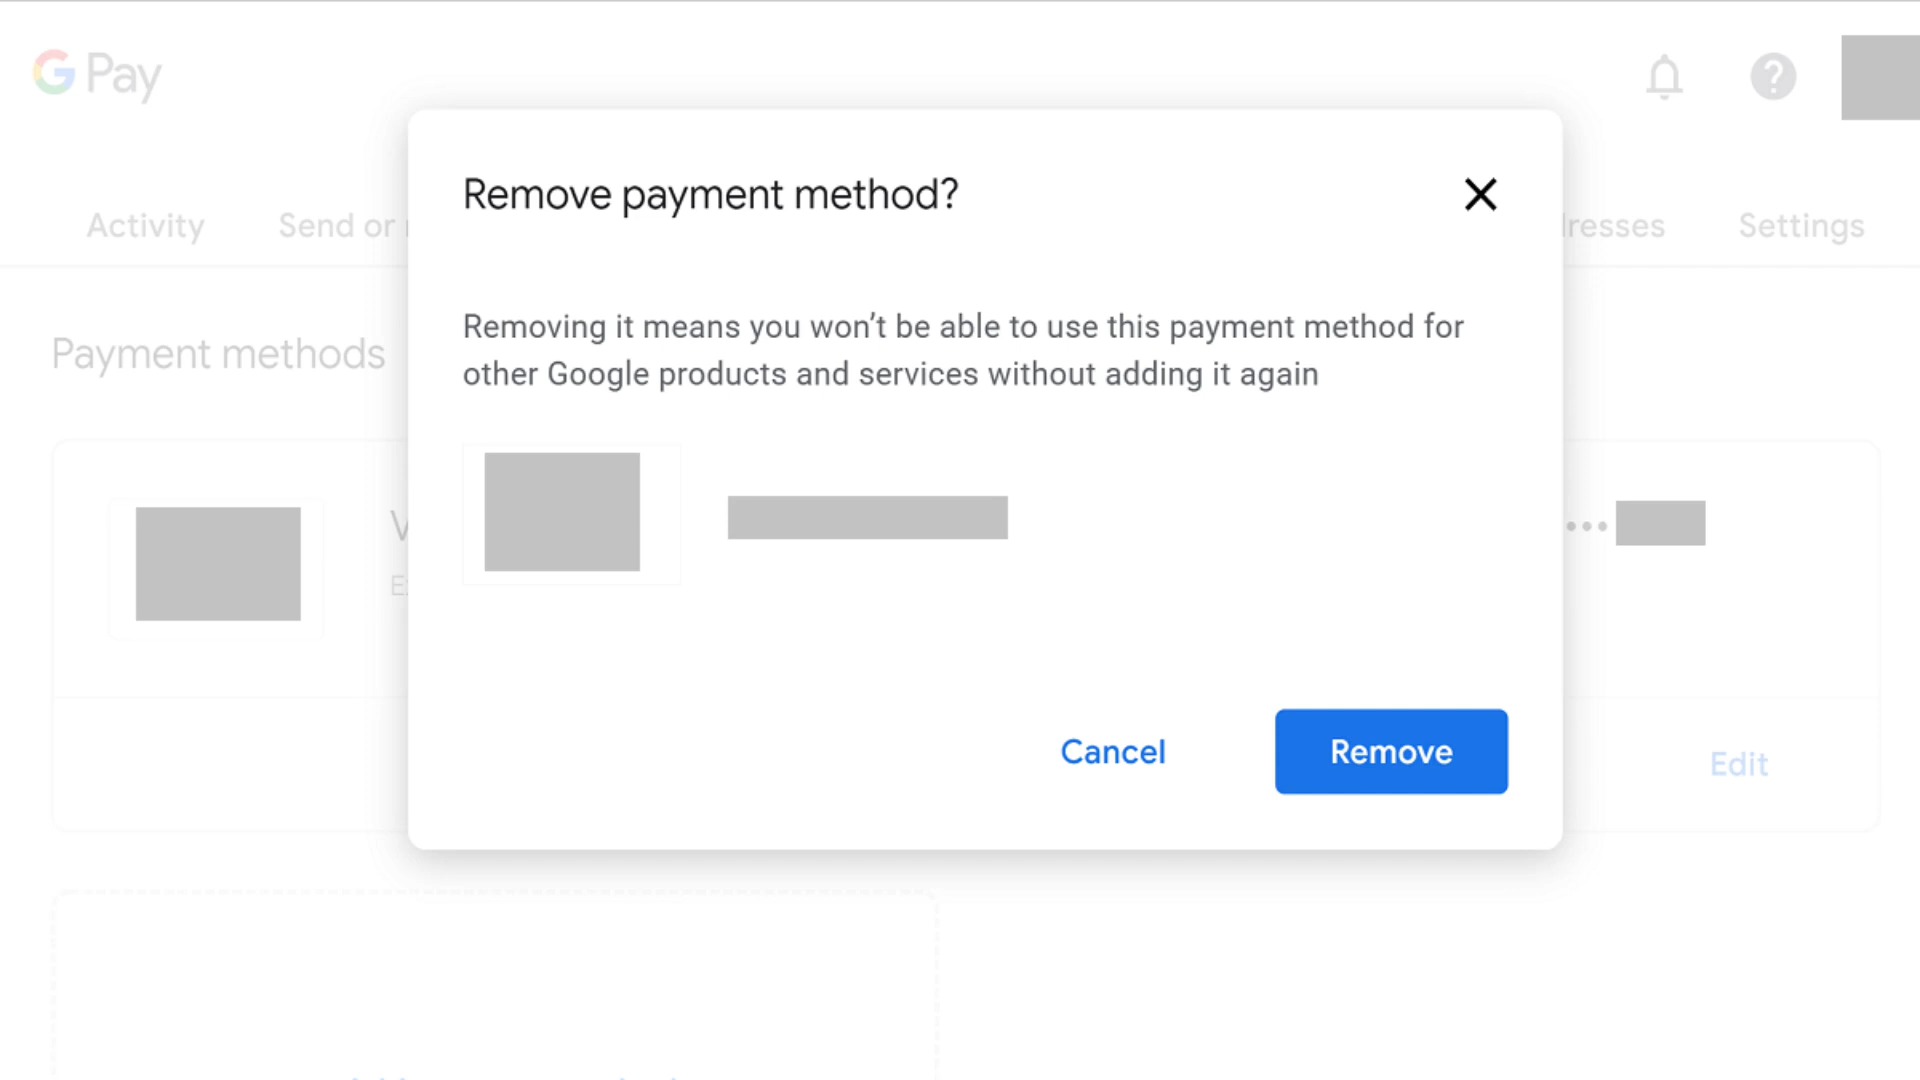 G Pay
Activity
Send or
Settings
Remove payment method?
Payment methods
Removing it means you won’t be able to use this payment method for
other Google products and services without adding it again
Cancel
Remove
Edit